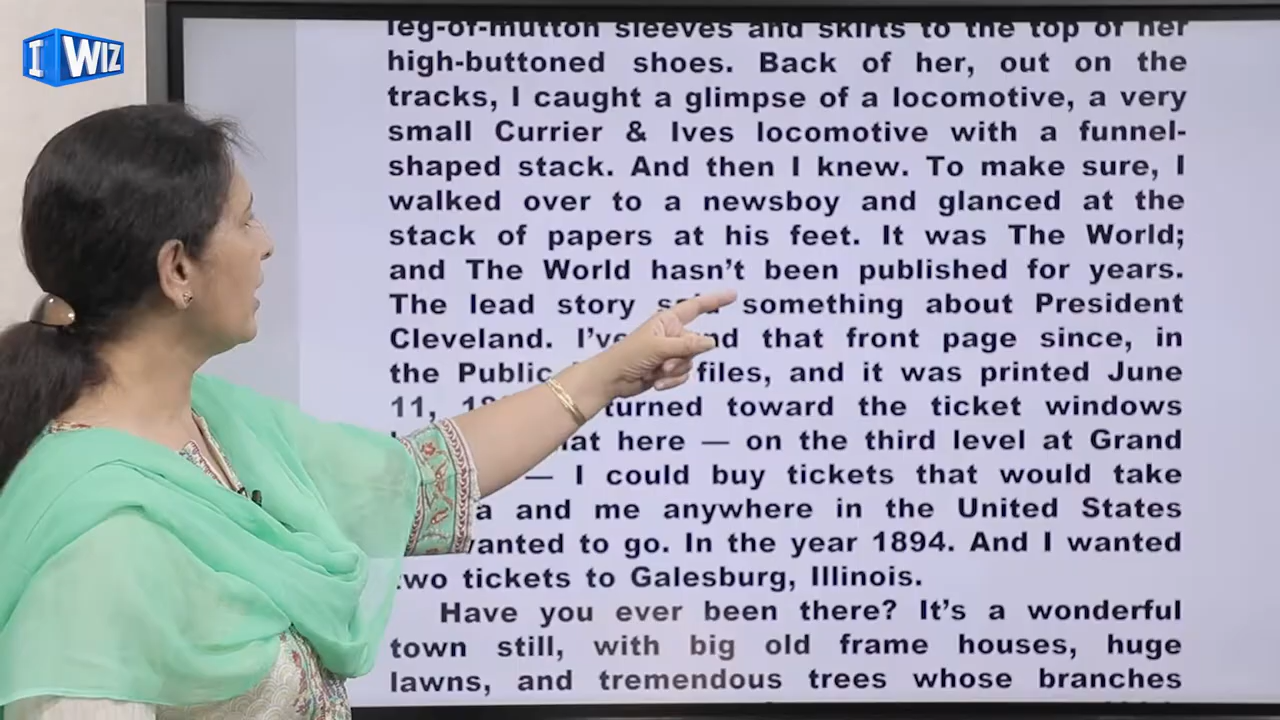 I WIZ
leg-of-mutton sleeves and skirts to the top of her
high-buttoned shoes. Back of her, out on the
tracks, I caught a glimpse of a locomotive, a very
small Currier & Ives locomotive with a funnel-
shaped stack. And then I knew. To make sure, I
walked over to a newsboy and glanced at the
stack of papers at his feet. It was The World;
and The World hasn't been published for years.
The lead story something about President
Cleveland. I've that front page since, in
the Public files, and it was printed June
11, turned toward the ticket windows
here — on the third level at Grand
— I could buy tickets that would take
and me anywhere in the United States
wanted to go. In the year 1894. And I wanted
two tickets to Galesburg, Illinois.
Have you ever been there? It's a wonderful
town still, with big old frame houses, huge
lawns, and tremendous trees whose branches